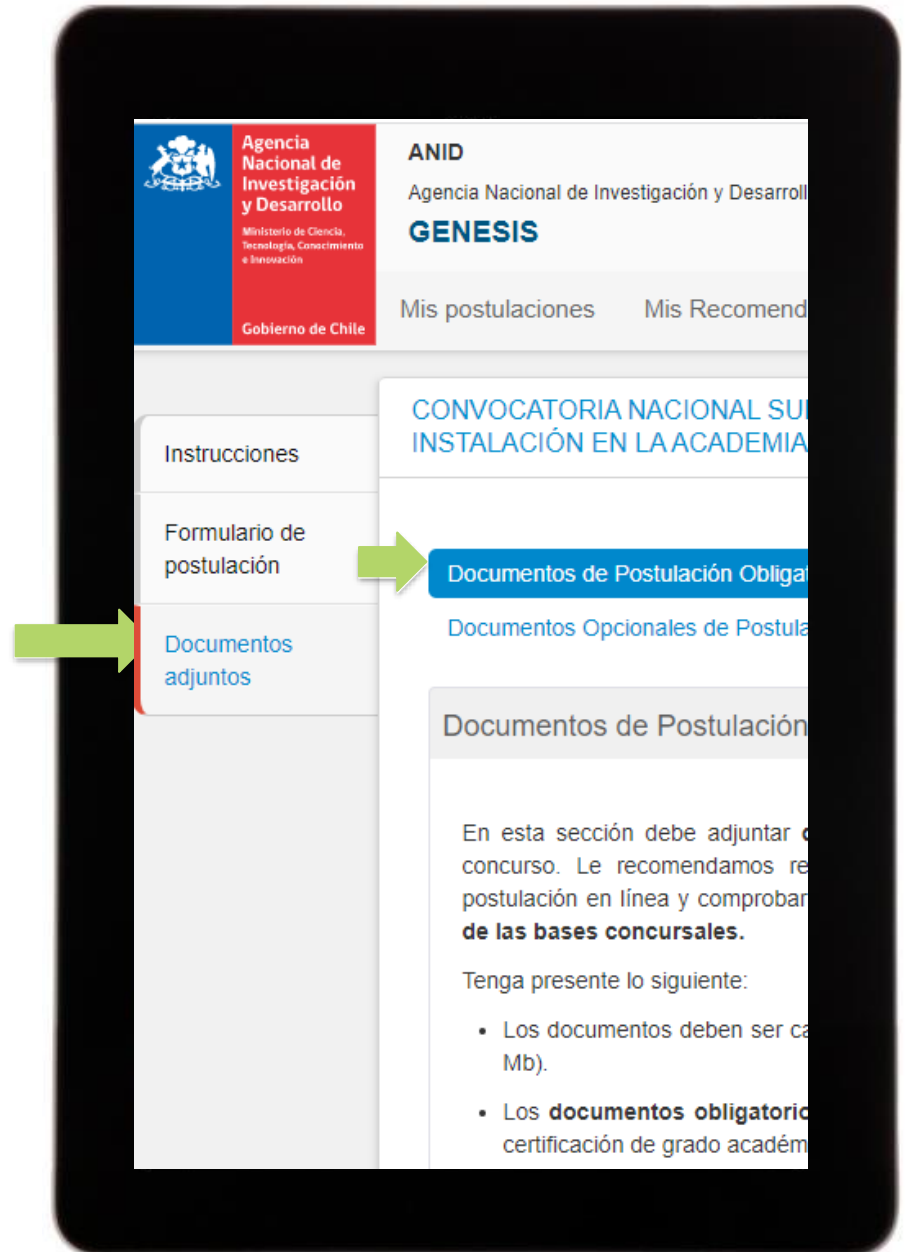 Agencia
Nacional de
Investigación
y Desarrollo
Ministerio de Ciencia,
Tecnología, Conocimiento
e Innovación
Gobierno de Chile
ANID
Agencia Nacional de Investigación y Desarroll
GENESIS
Mis postulaciones Mis Recomend
Instrucciones
Formulario de
postulación
Documentos
adjuntos
CONVOCATORIA NACIONAL SU
INSTALACIÓN EN LA ACADEMIA
Documentos de Postulación Obligat
Documentos Opcionales de Postula
Documentos de Postulación
En esta sección debe adjuntar
concurso. Le recomendamos re
postulación en línea y comprobar
de las bases concursales.
Tenga presente lo siguiente:
• Los documentos deben ser ca
Mb).
• Los documentos obligatorio
certificación de grado académ